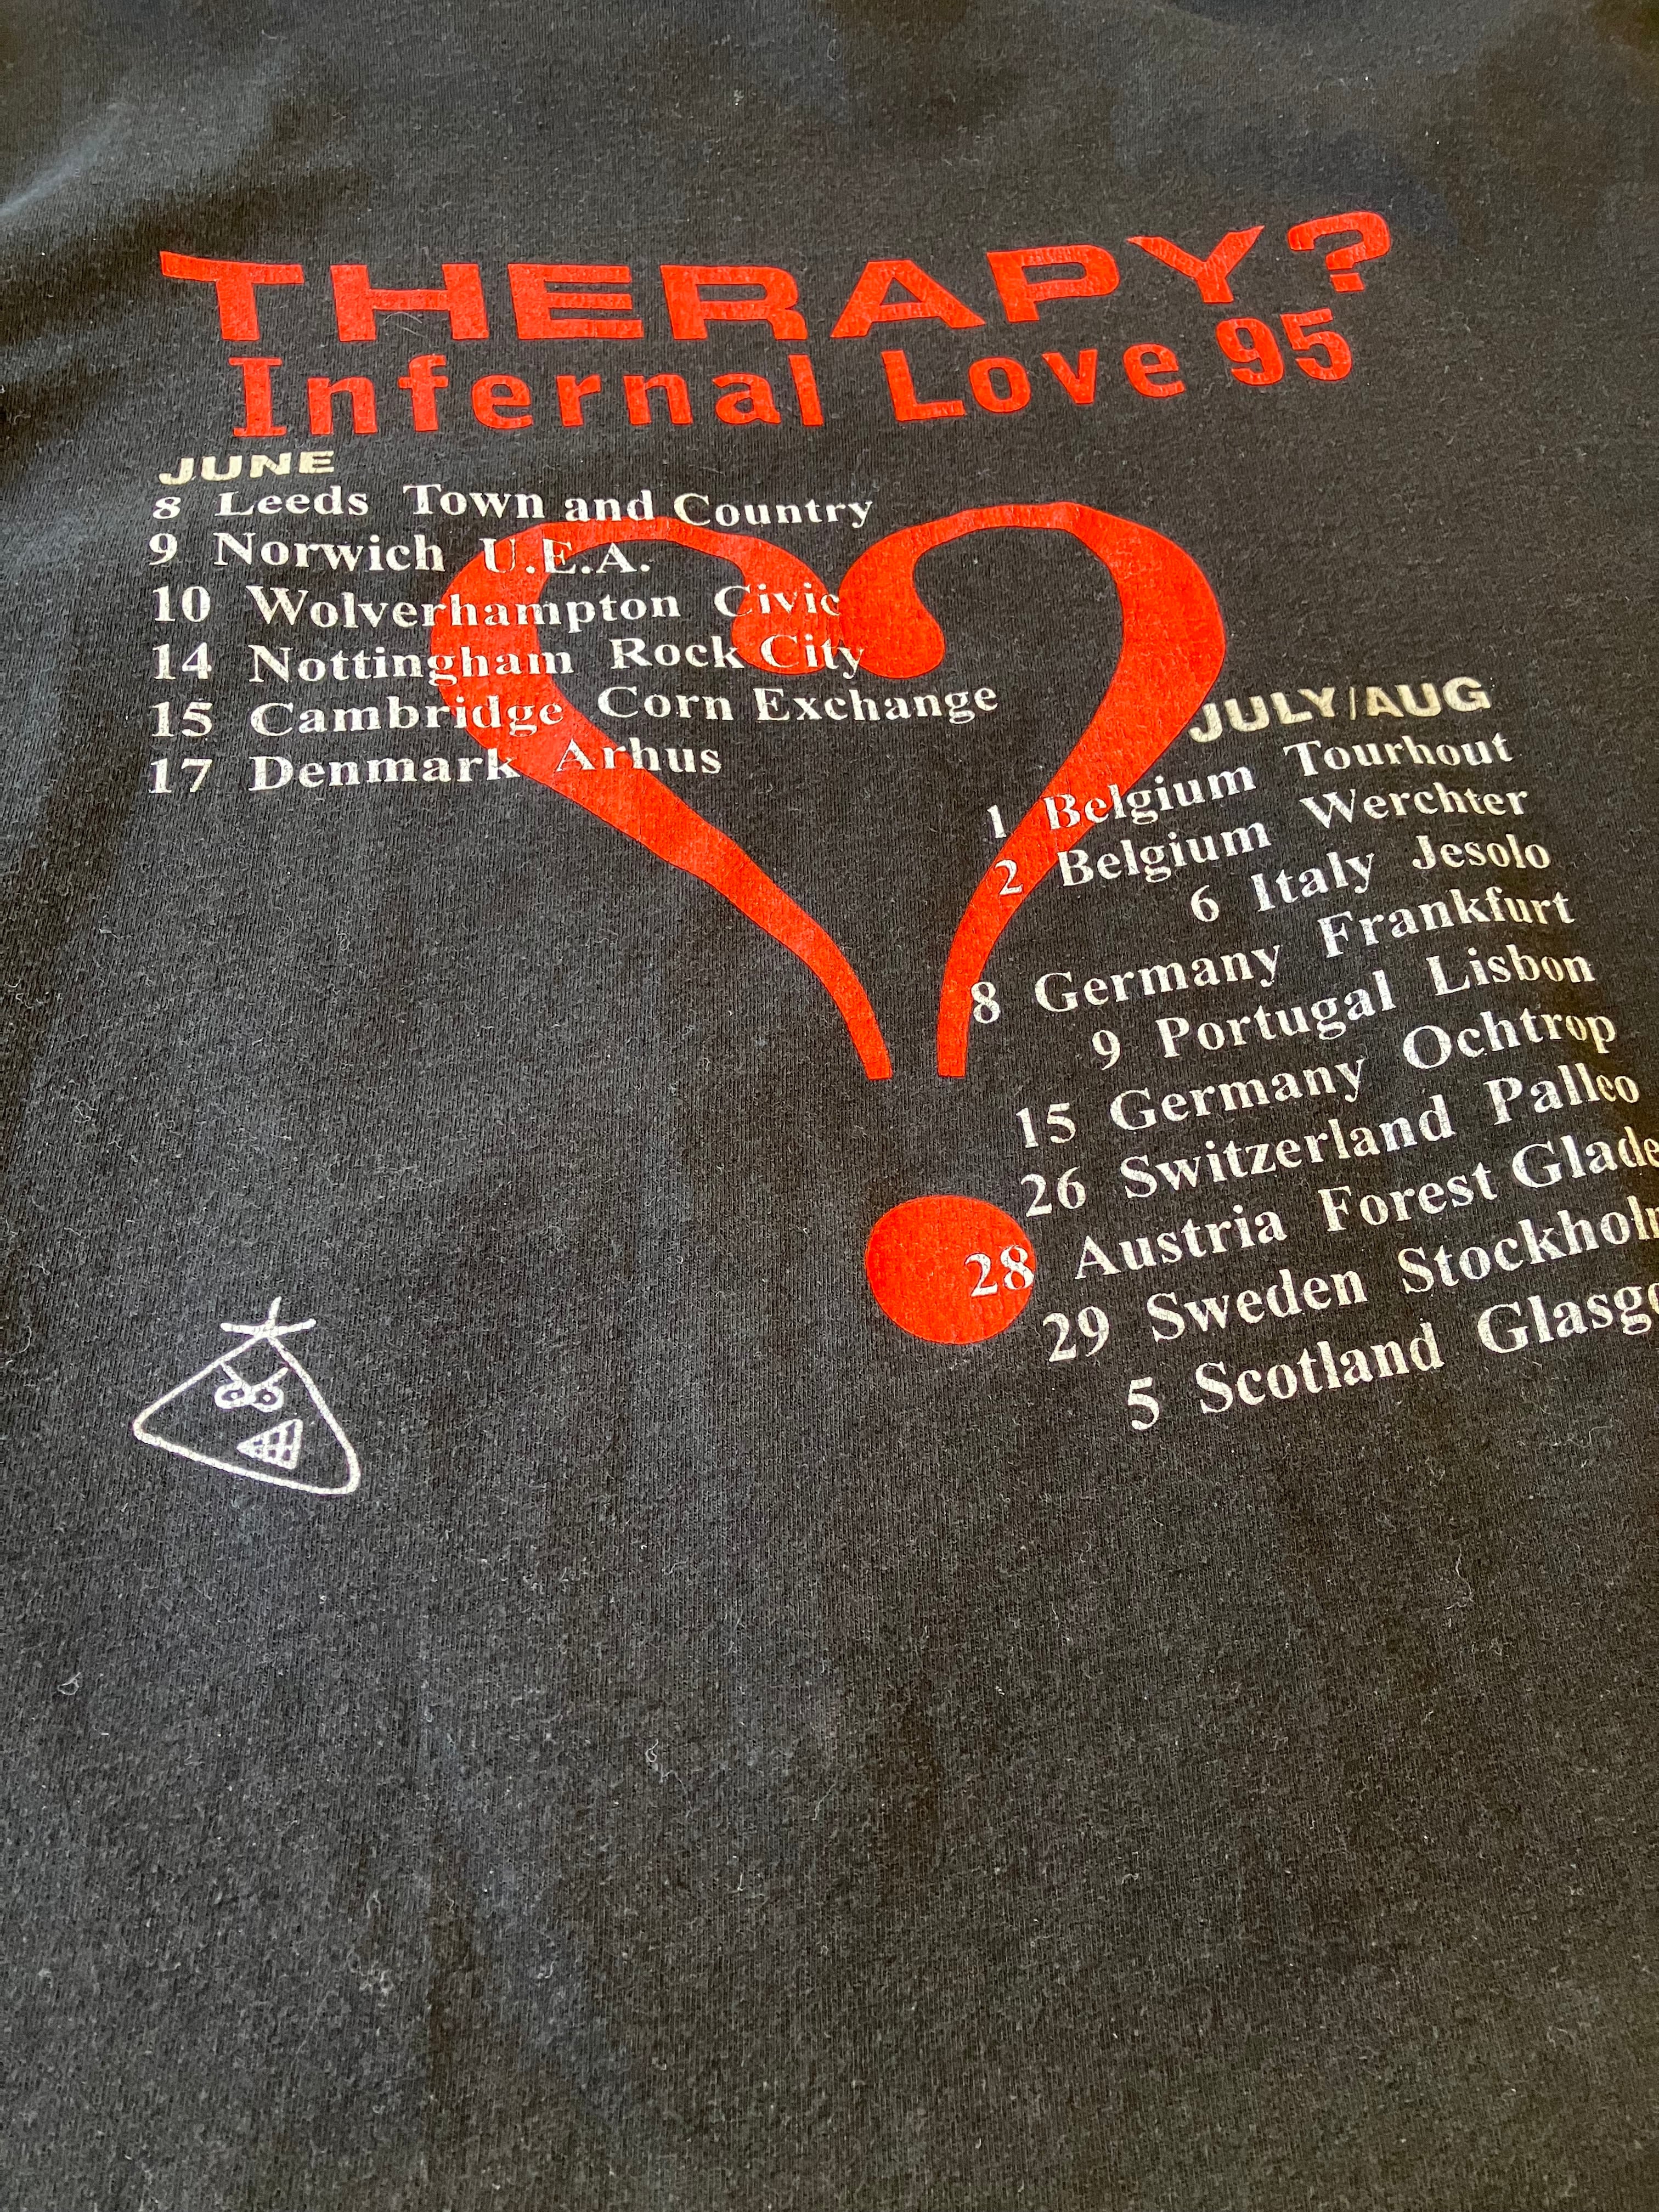 THERAPY?
Infernal Love 95
JUNE
8 Leeds Town and Country
9 Norwich U.E.A.
10 Wolverhampton Civic
14 Nottingham Rock City
15 Cambridge Corn Exchange
17 Denmark Arhus
JULY/AUG
1 Belgium Tourhout
2 Belgium Werchter
6 Italy Jesolo
8 Germany Frankfurt
9 Portugal Lisbon
15 Germany Ochtrop
26 Switzerland Palleo
28 Austria Forest Glade
29 Sweden
5 Scotland